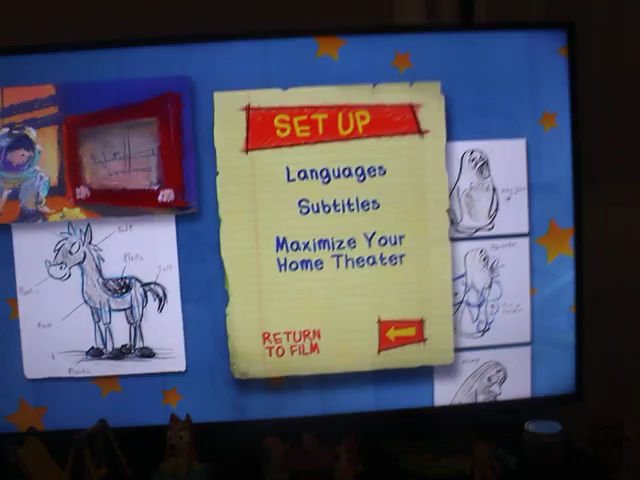 SET UP
Languages
Subtitles
Maximize Your
Home Theater
RETURN
TO FILM